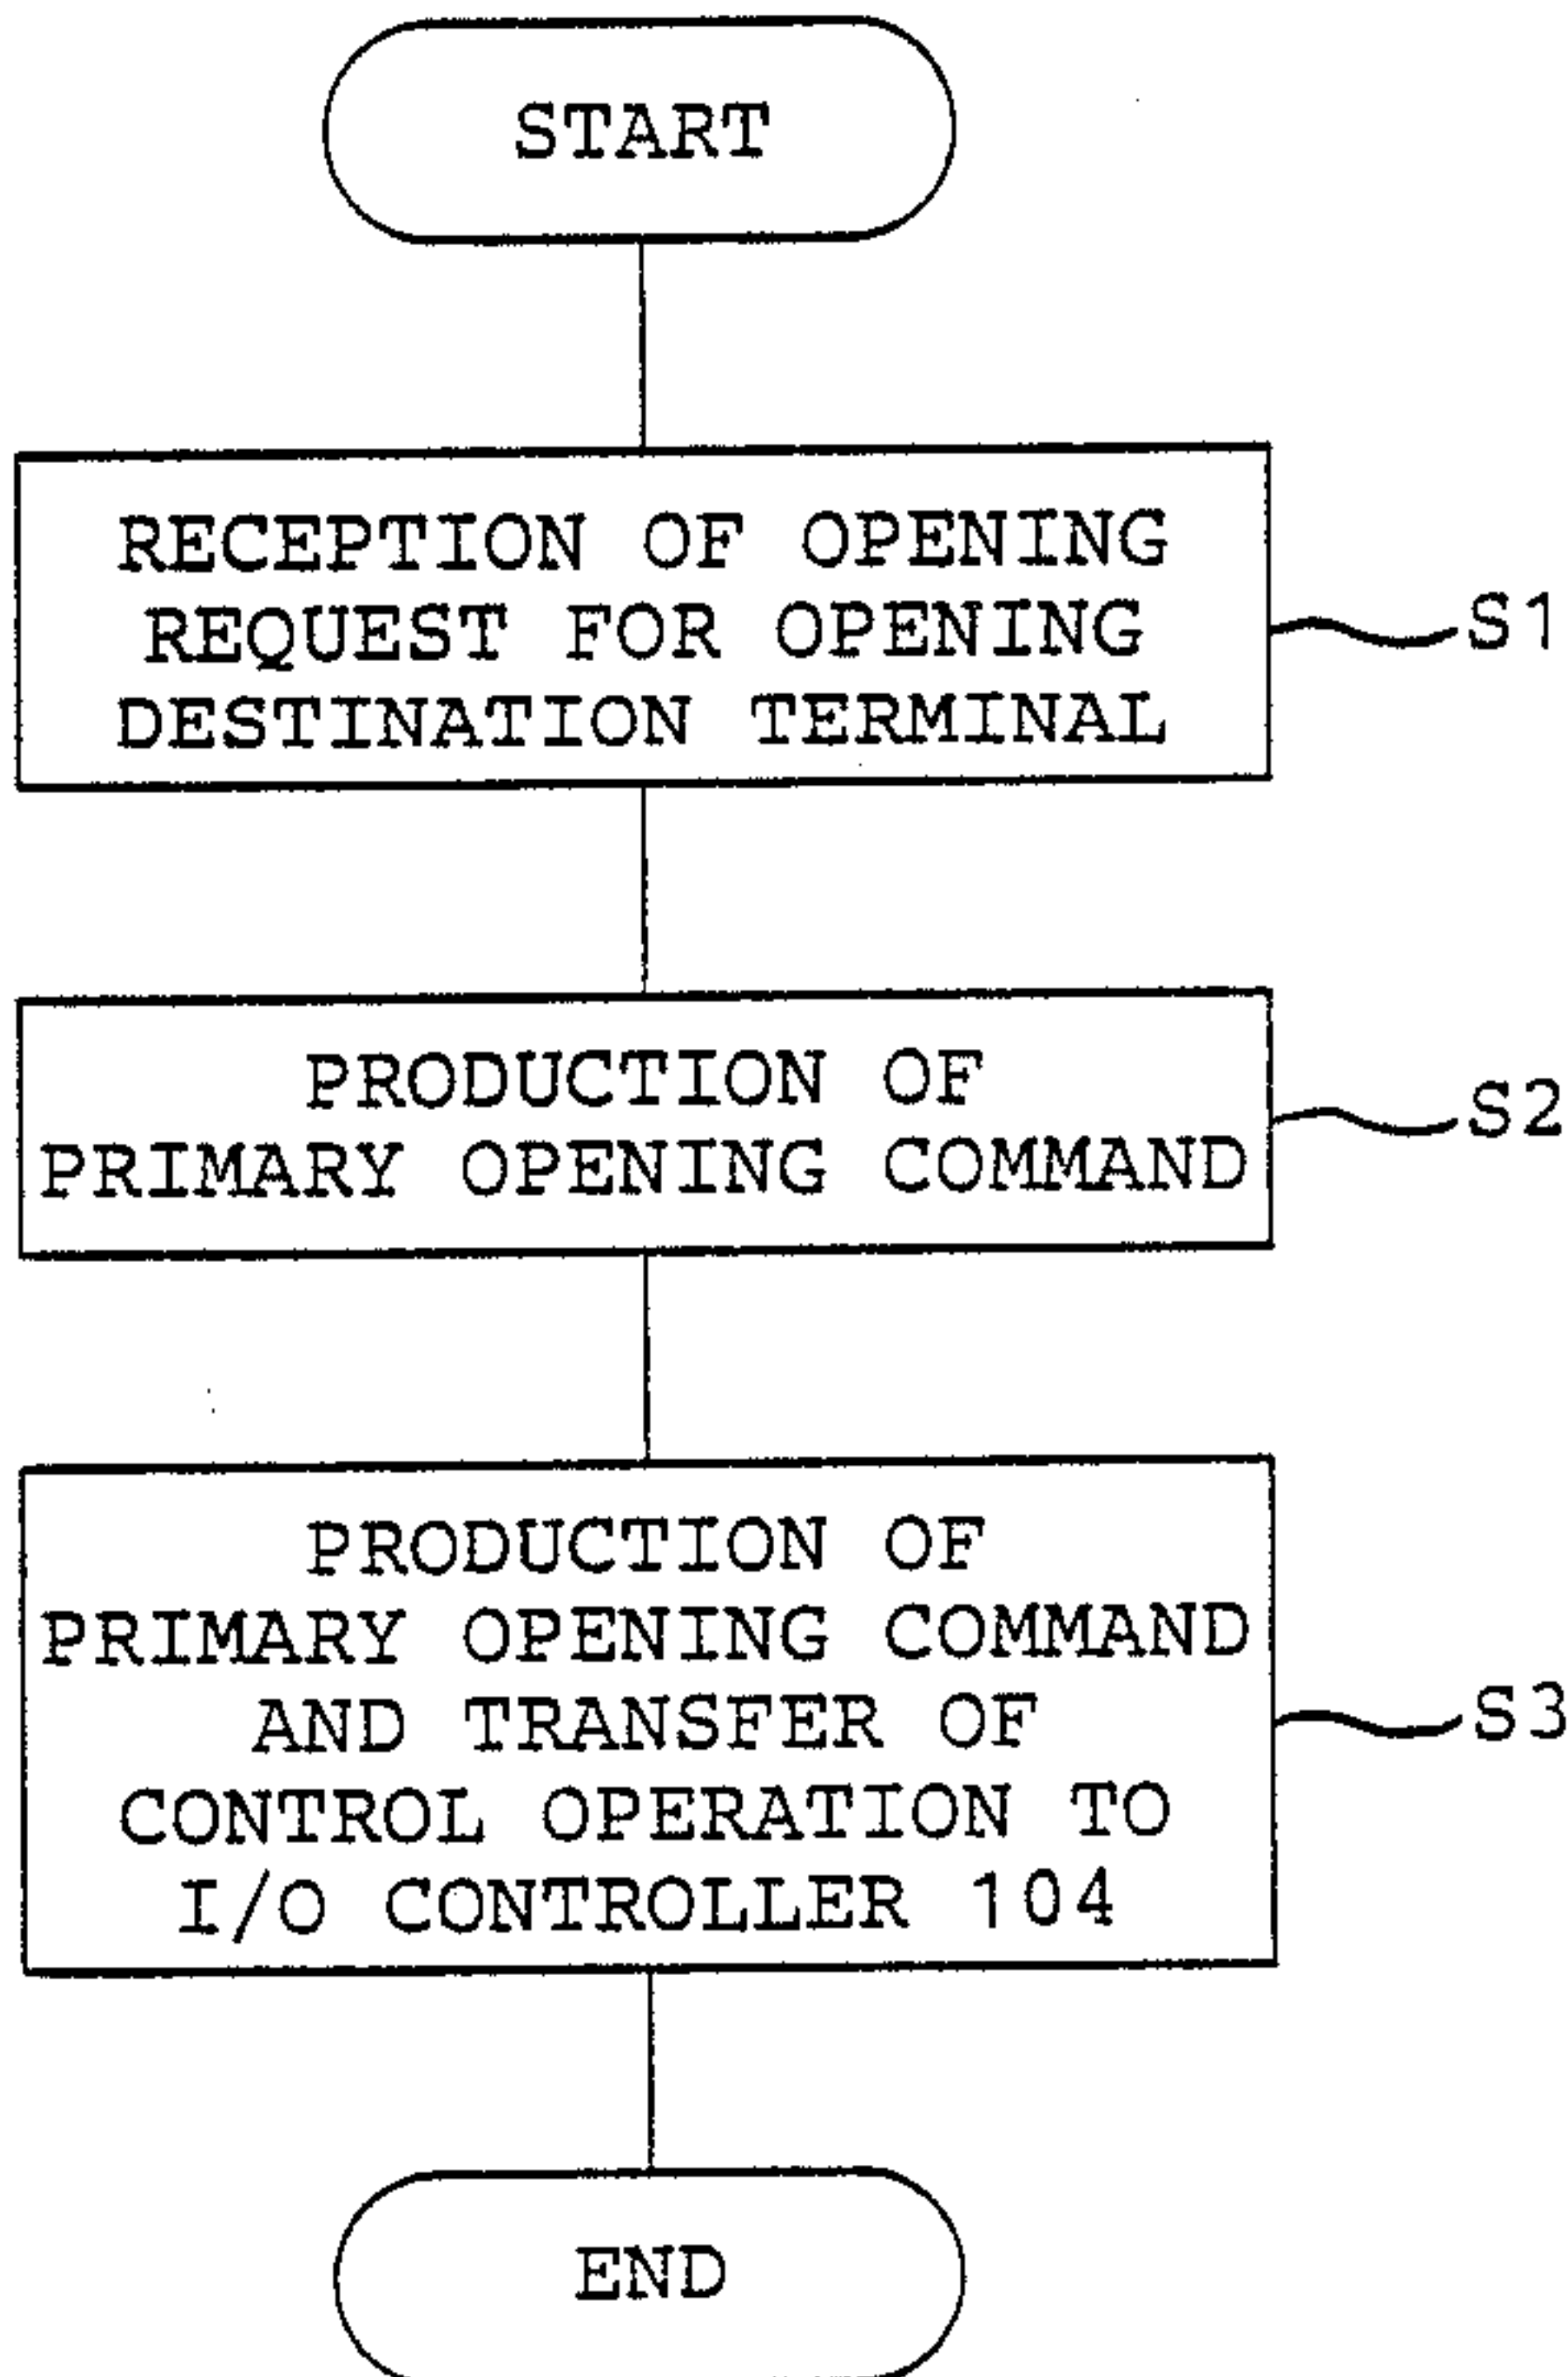 START
RECEPTION OF OPENING
REQUEST FOR OPENING
DESTINATION TERMINAL
S1
PRODUCTION OF
PRIMARY OPENING COMMAND
S2
PRODUCTION OF
PRIMARY OPENING COMMAND
AND TRANSFER OF
CONTROL OPERATION TO
I/O CONTROLLER 104
S3
END